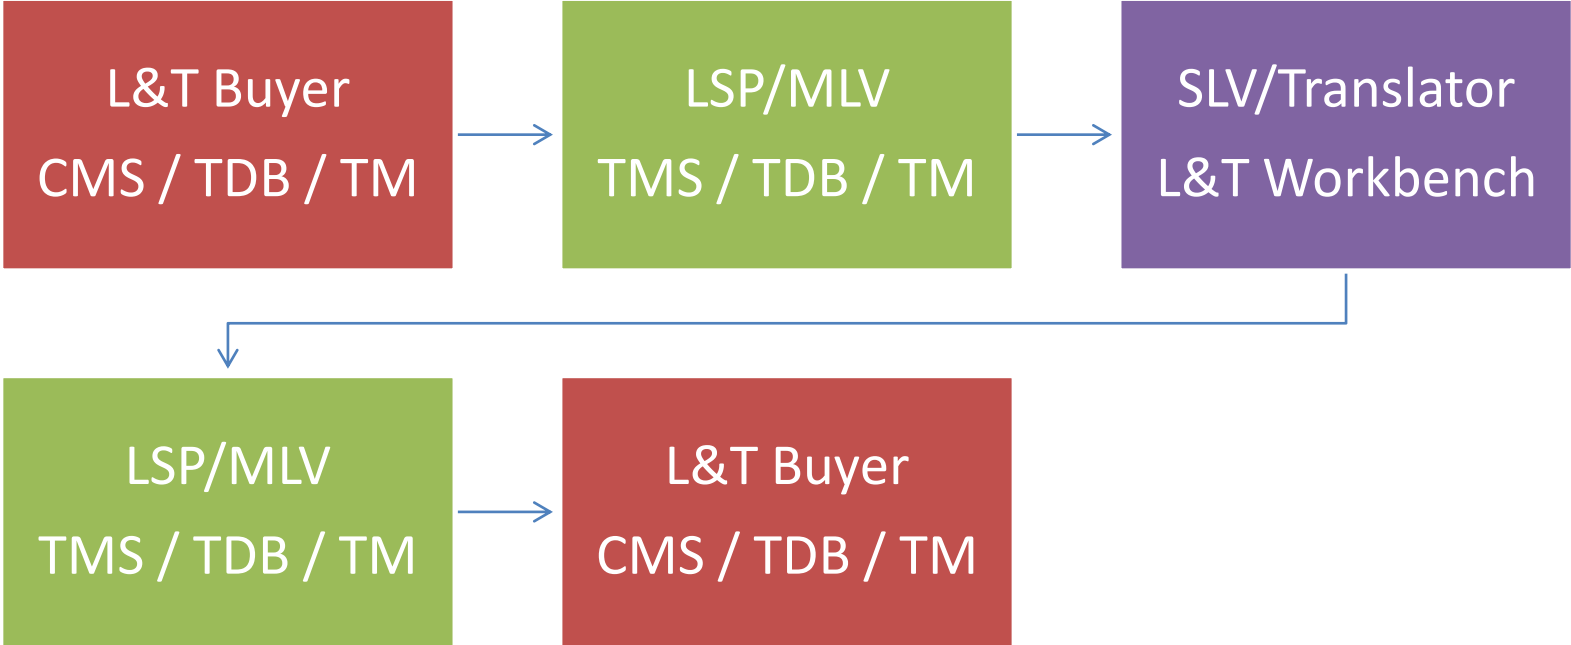 L&T Buyer
CMS / TDB / TM
LSP/MLV
TMS / TDB / TM
SLV/Translator
L&T Workbench
LSP/MLV
TMS / TDB / TM
L&T Buyer
CMS / TDB / TM